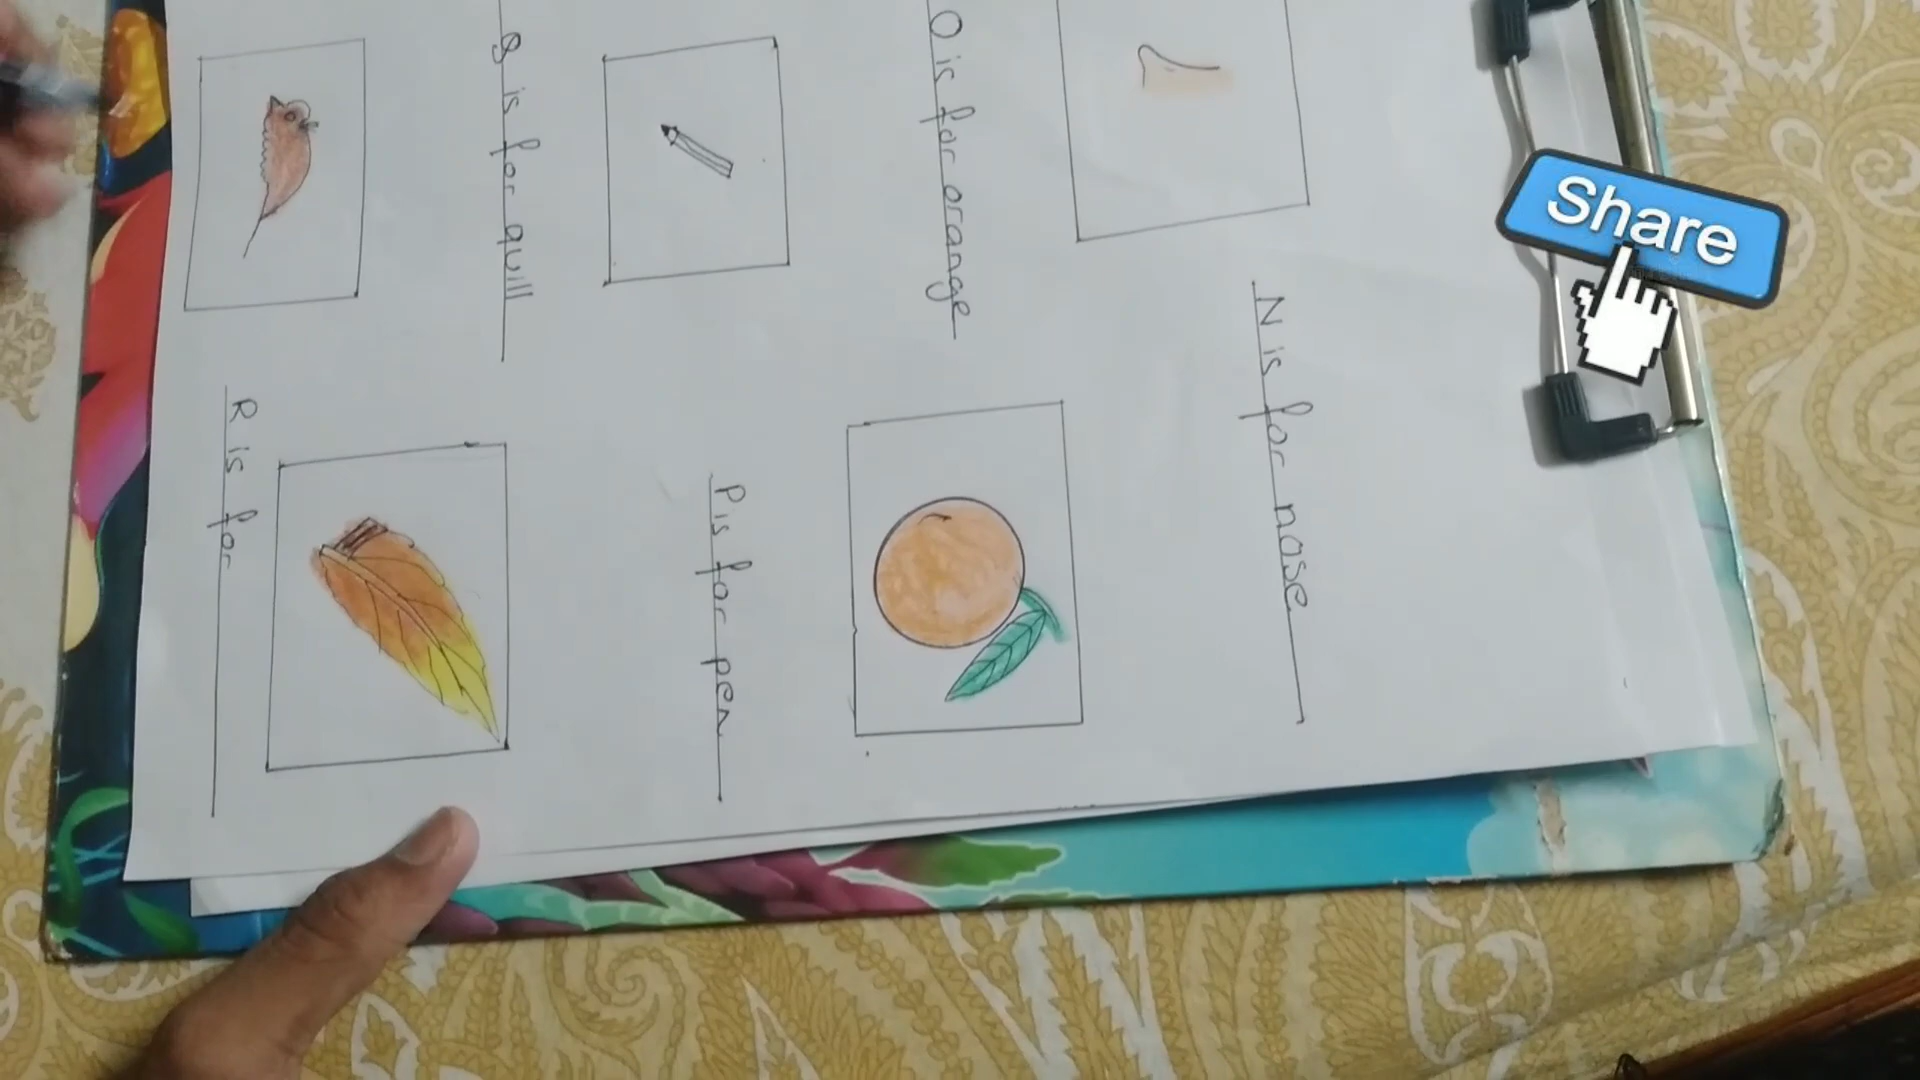 N is for nose
O is for orange
P is for pen
Q is for quill
R is for
Share